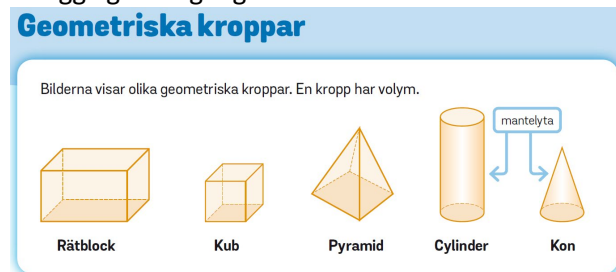 Geometriska kroppar
Bilderna visar olika geometriska kroppar. En kropp har volym.
mantelyta
Rätblock Kub Pyramid Cylinder Kon